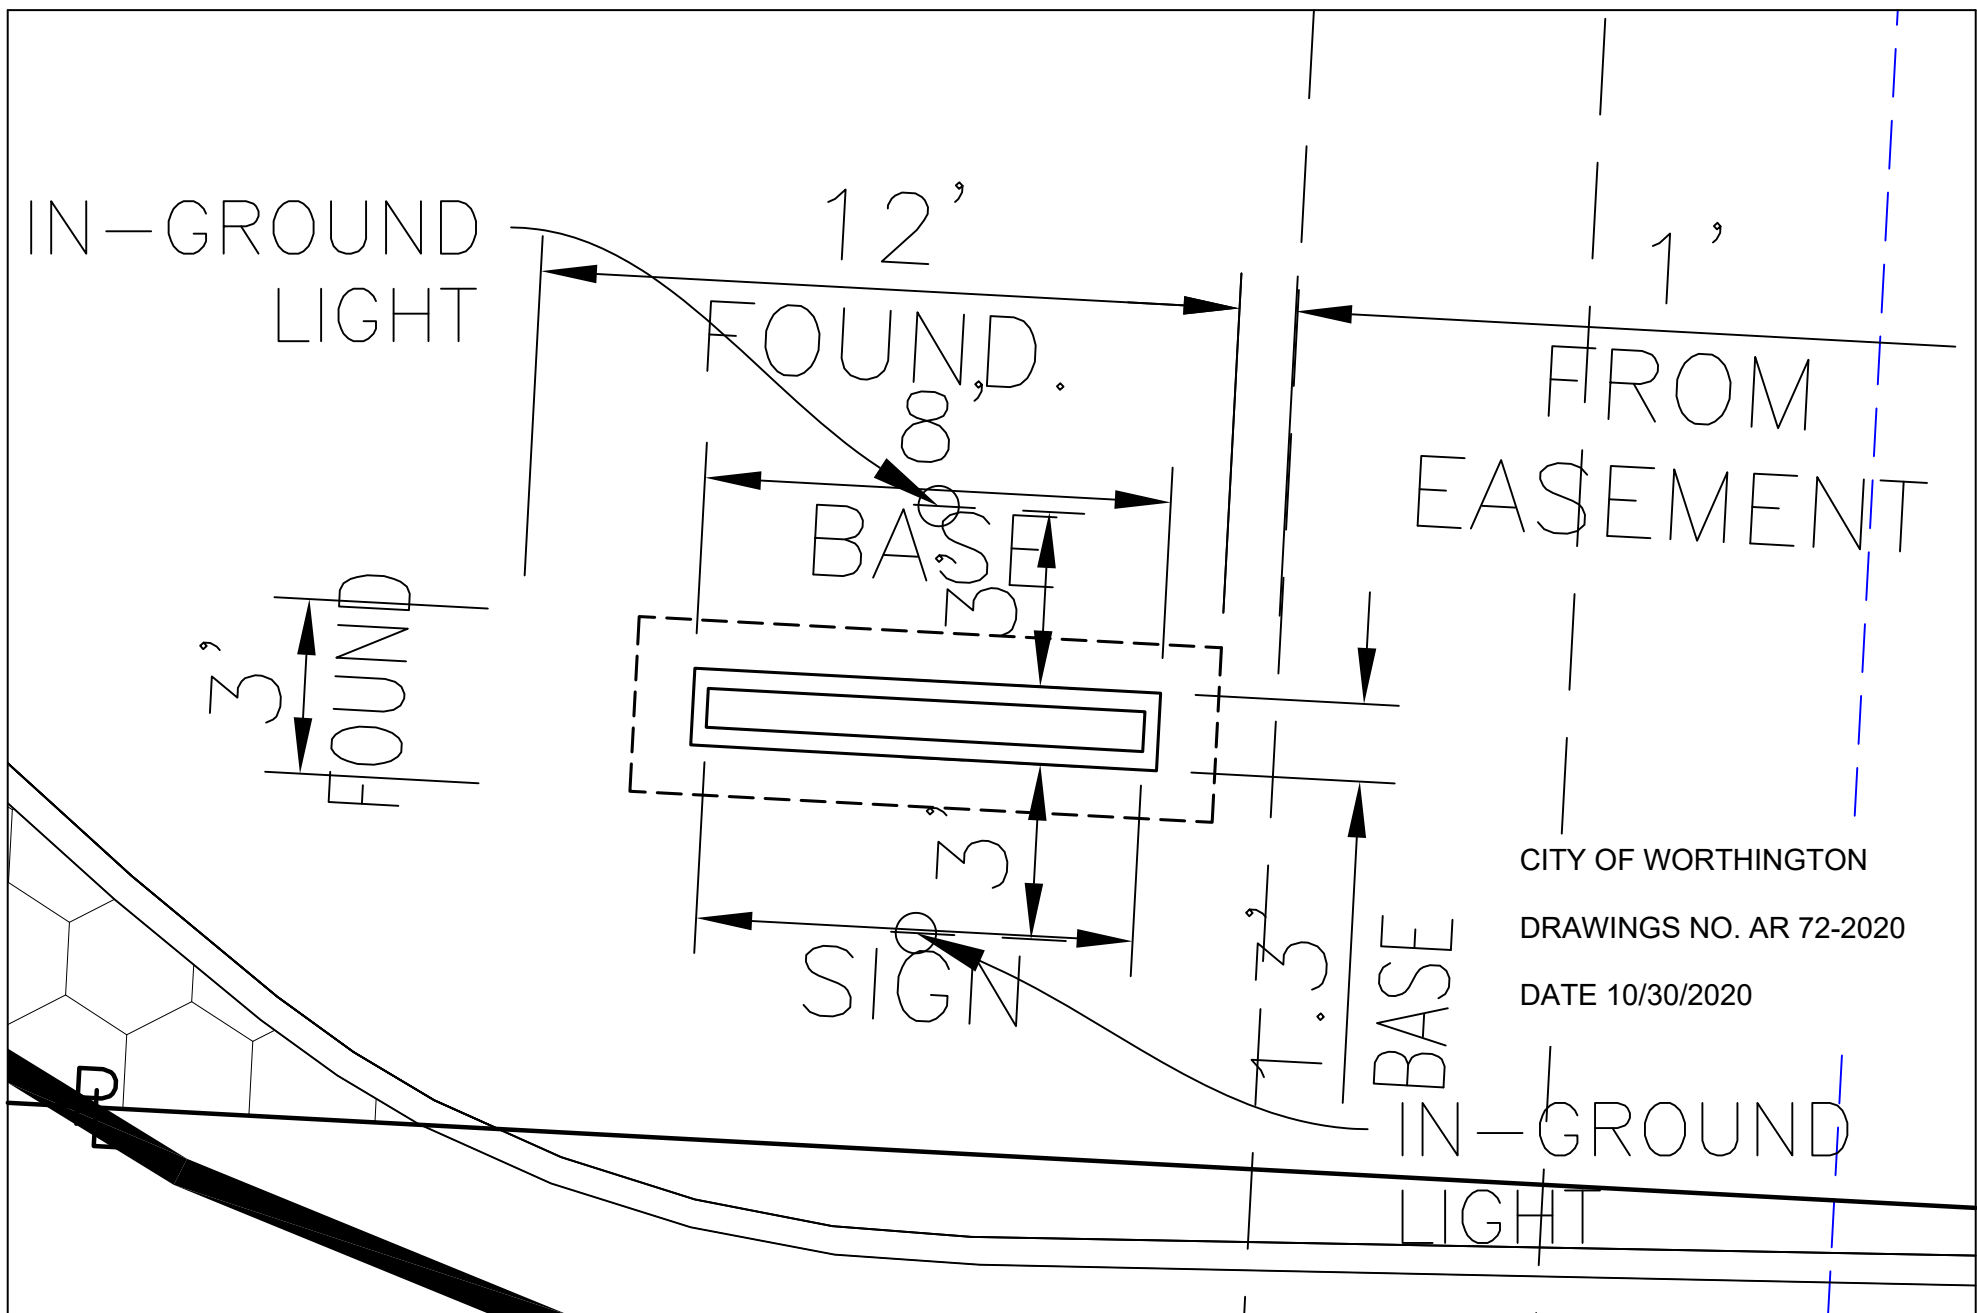 IN-GROUND
LIGHT
12'
FOUND.
8'
BASE
3'
1'
FROM
EASEMENT
3'
FOUND
3'
SIGN
1.3'
BASE
CITY OF WORTHINGTON
DRAWINGS NO. AR 72-2020
DATE 10/30/2020
IN-GROUND
LIGHT